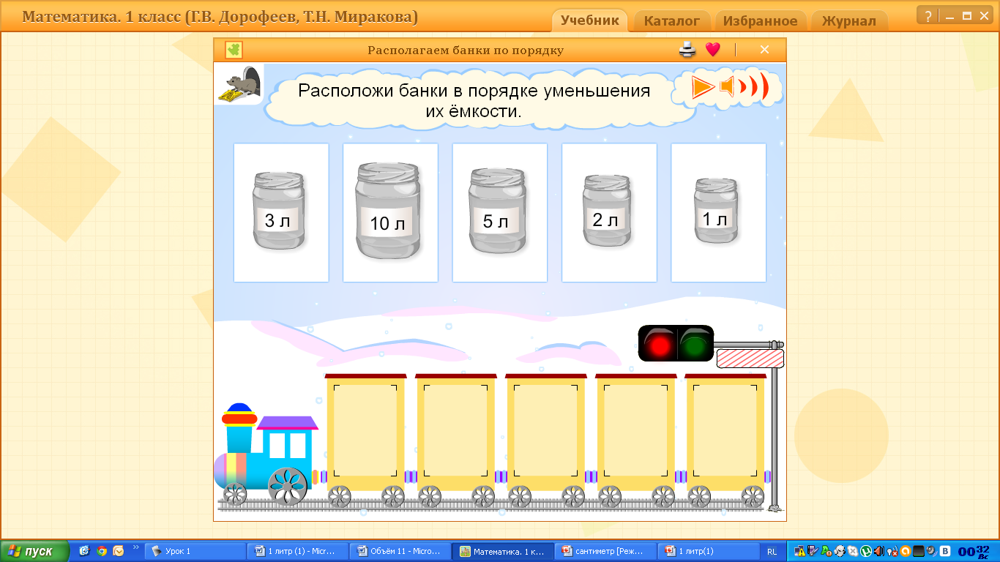 Математика. 1 класс (Г.В. Дорофеев, Т.Н. Миракова)
Учебник
Каталог
Избранное
Журнал
?
Располагаем банки по порядку
Расположи банки в порядке уменьшения
их ёмкости.
3 л
10 л
5 л
2 л
1 л
пуск
Урок 1
1 литр (1) - Micr...
Объём 11 - Microso...
Математика. 1 к...
сантиметр [Реж...
1 литр(1)
RL
00 32
Вс